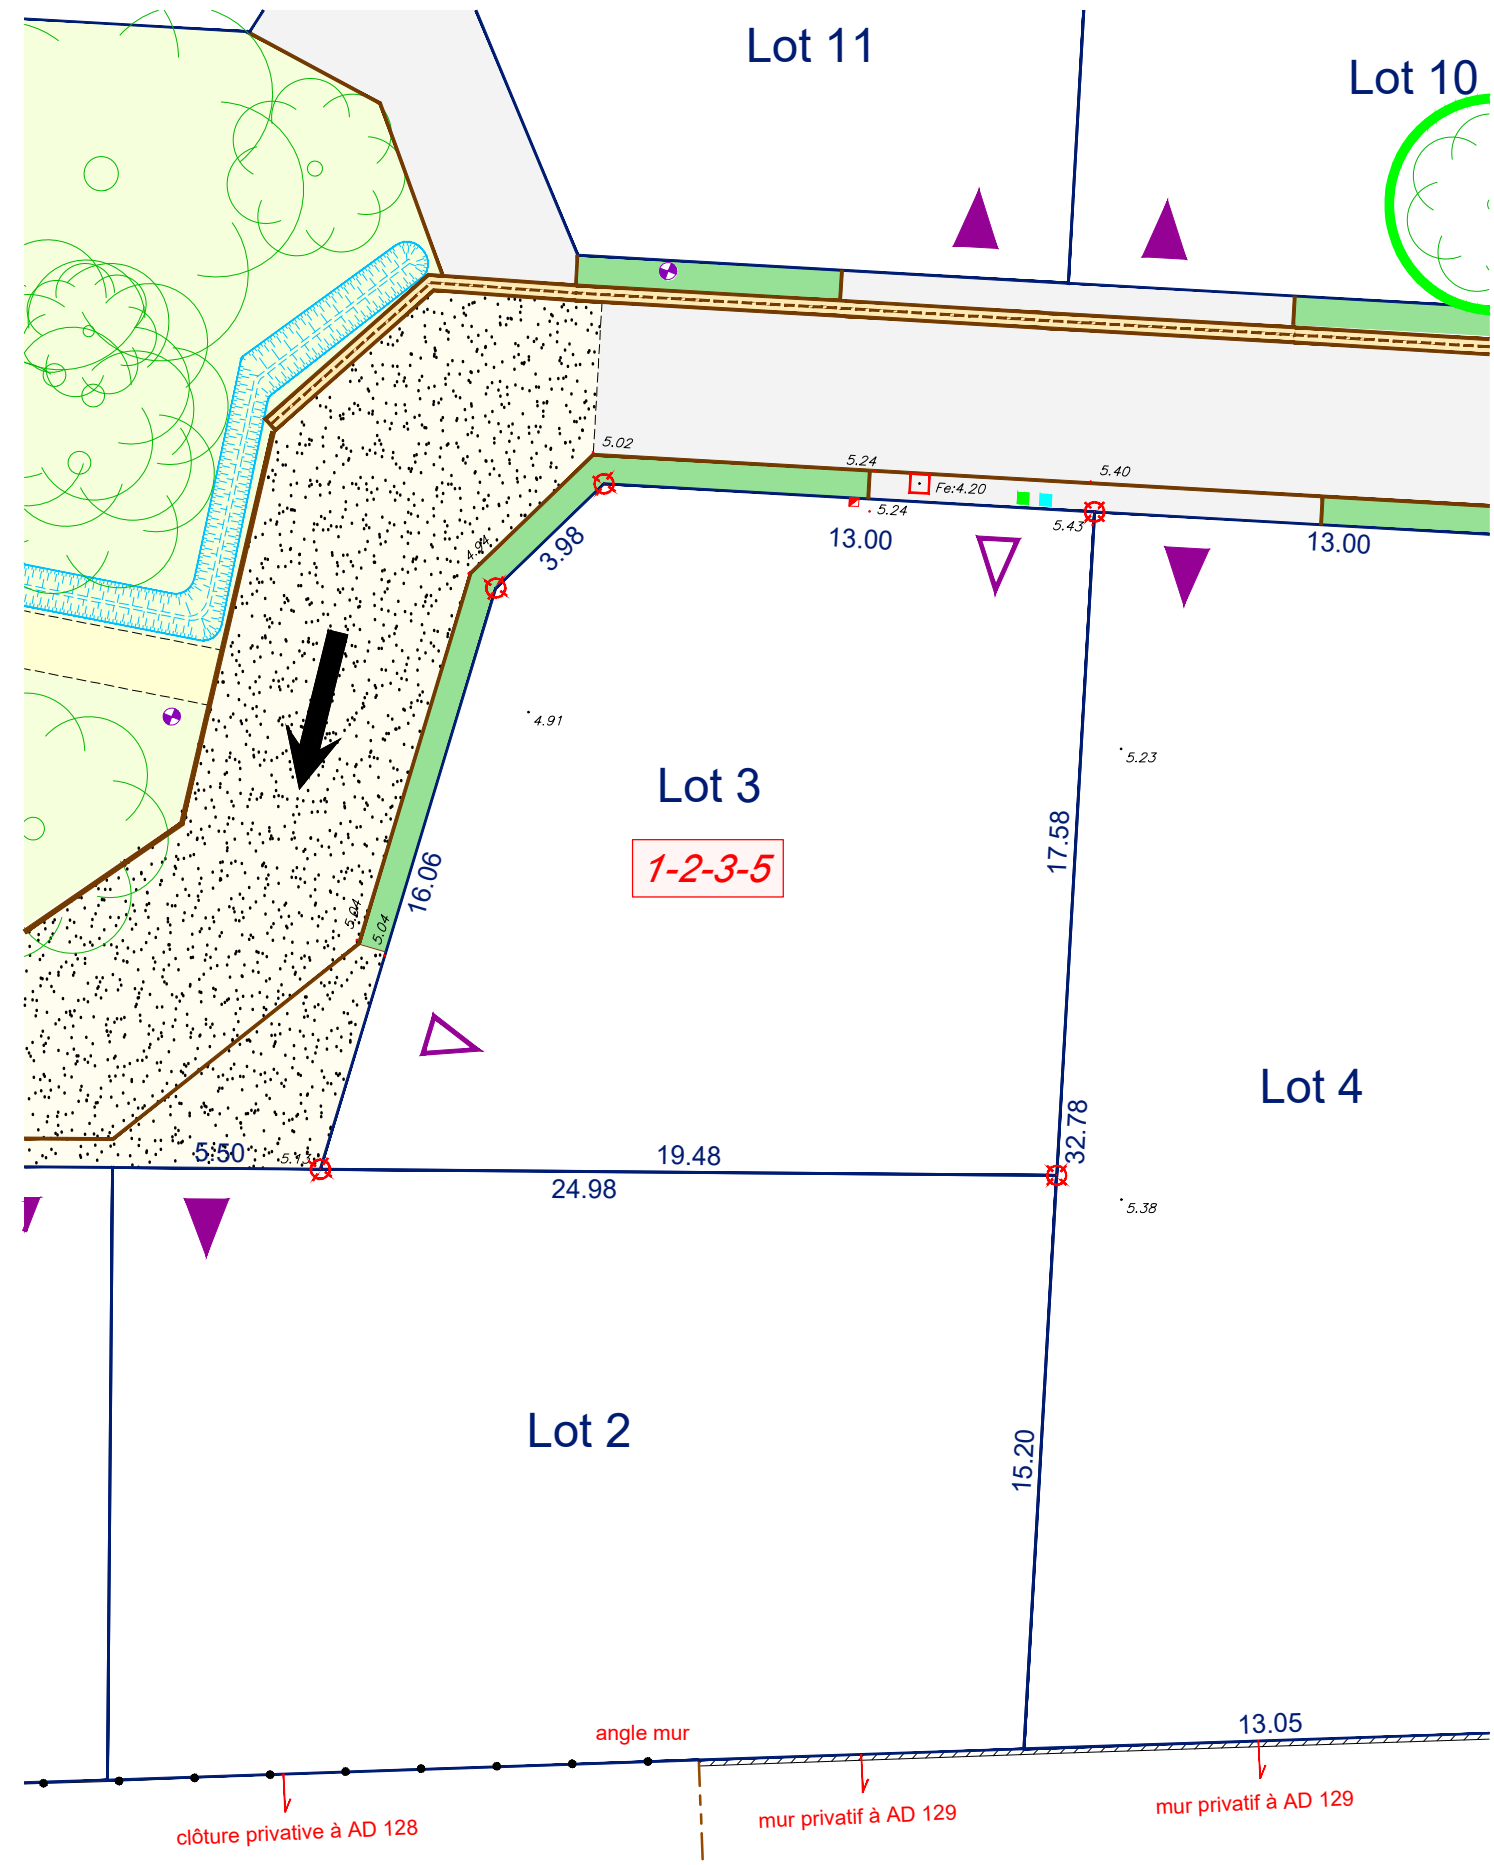 Lot 11
Lot 10
5.02
5.24
5.40
Fe:4.20
5.24
5.43
13.00
13.00
4.94
3.98
4.91
5.23
Lot 3
17.58
1-2-3-5
16.06
5.04
5.04
Lot 4
32.78
5.50
5.13
19.48
24.98
5.38
Lot 2
15.20
angle mur
13.05
clôture privative à AD 128
mur privatif à AD 129
mur privatif à AD 129